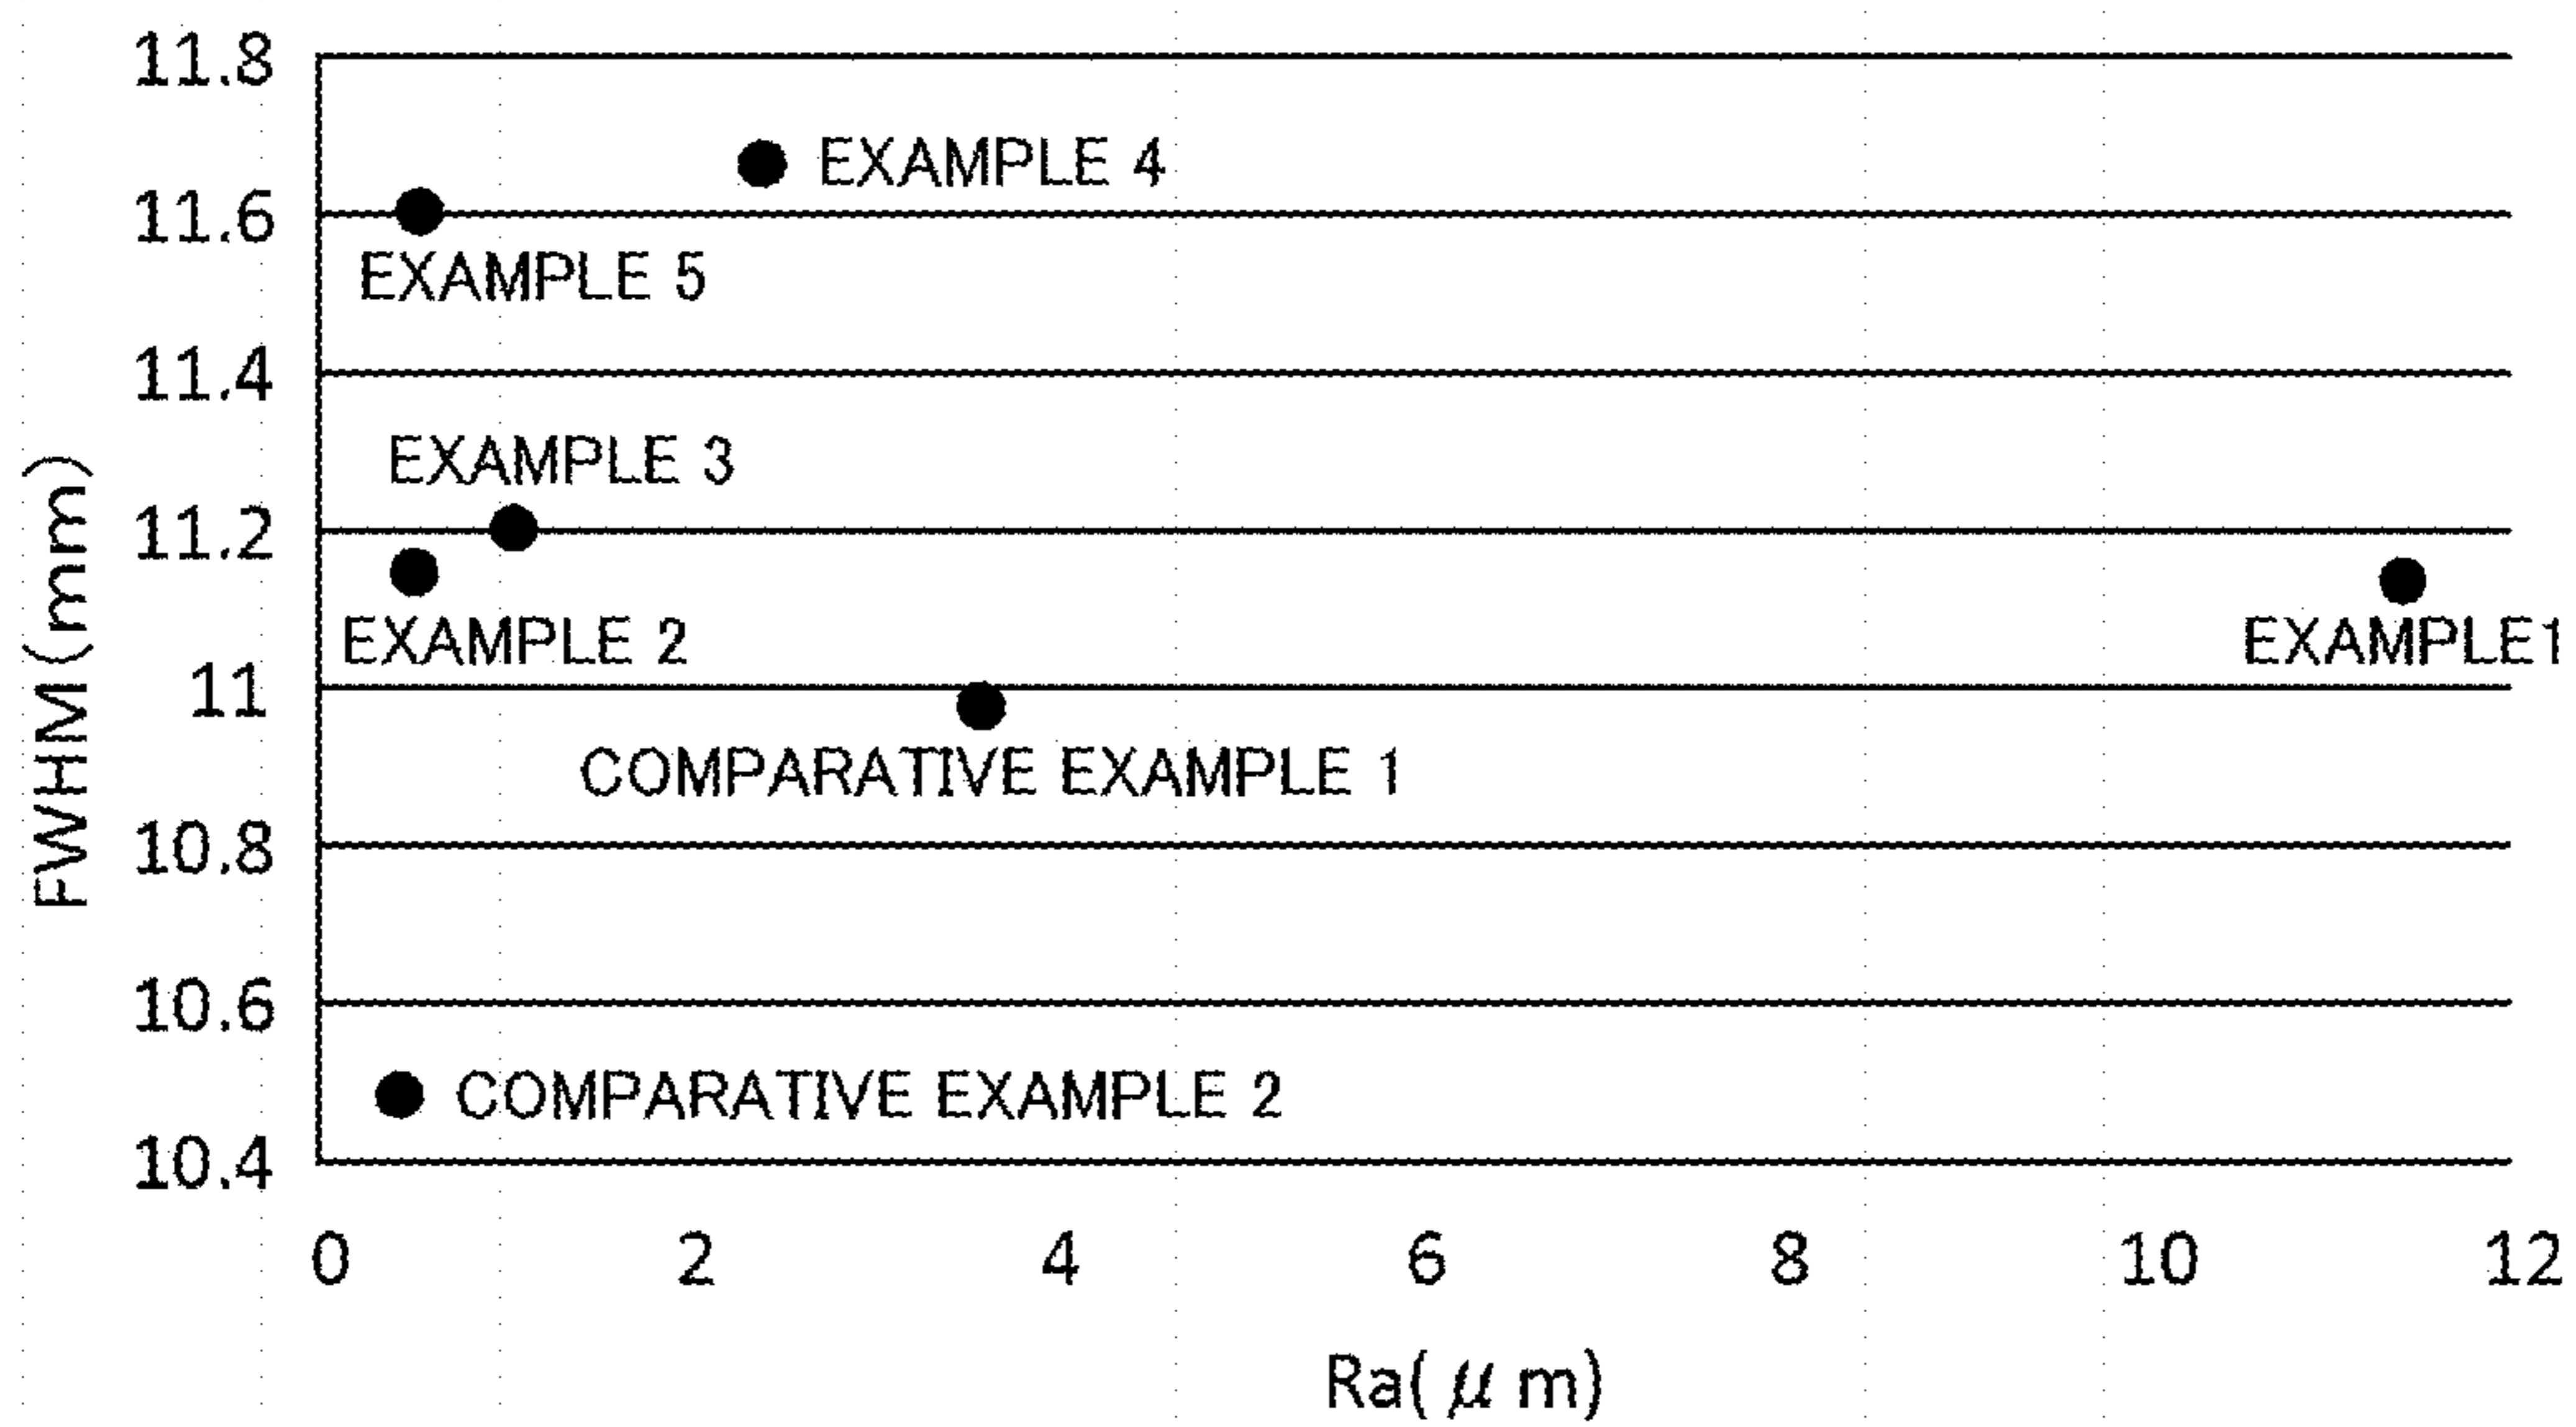 11.8
EXAMPLE 4
11.6
EXAMPLE 5
11.4
EXAMPLE 3
11.2
EXAMPLE 2
EXAMPLE1
11
COMPARATIVE EXAMPLE 1
10.8
10.6
COMPARATIVE EXAMPLE 2
10.4
FWHM(mm)
0 2 4 6 8 10 12
Ra(μm)